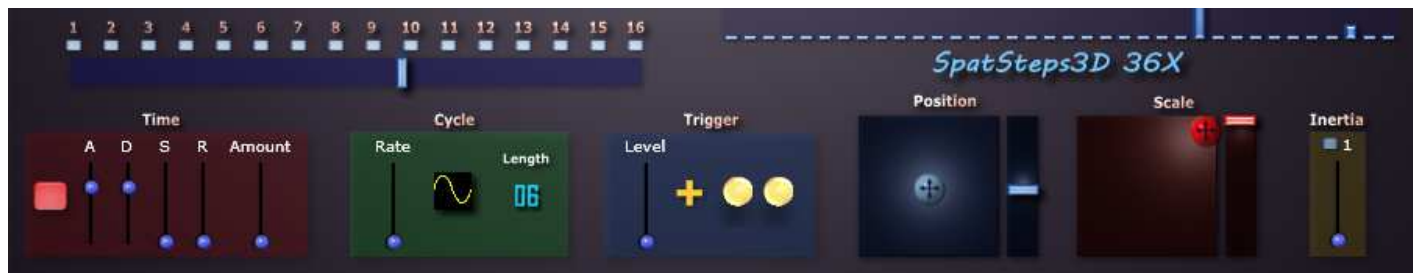 1 2 3 4 5 6 7 8 9 10 11 12 13 14 15 16
SpatSteps3D 36X
Time
A D S R Amount
Cycle
Rate
Length
06
Trigger
Level
Position
Scale
Inertia
1